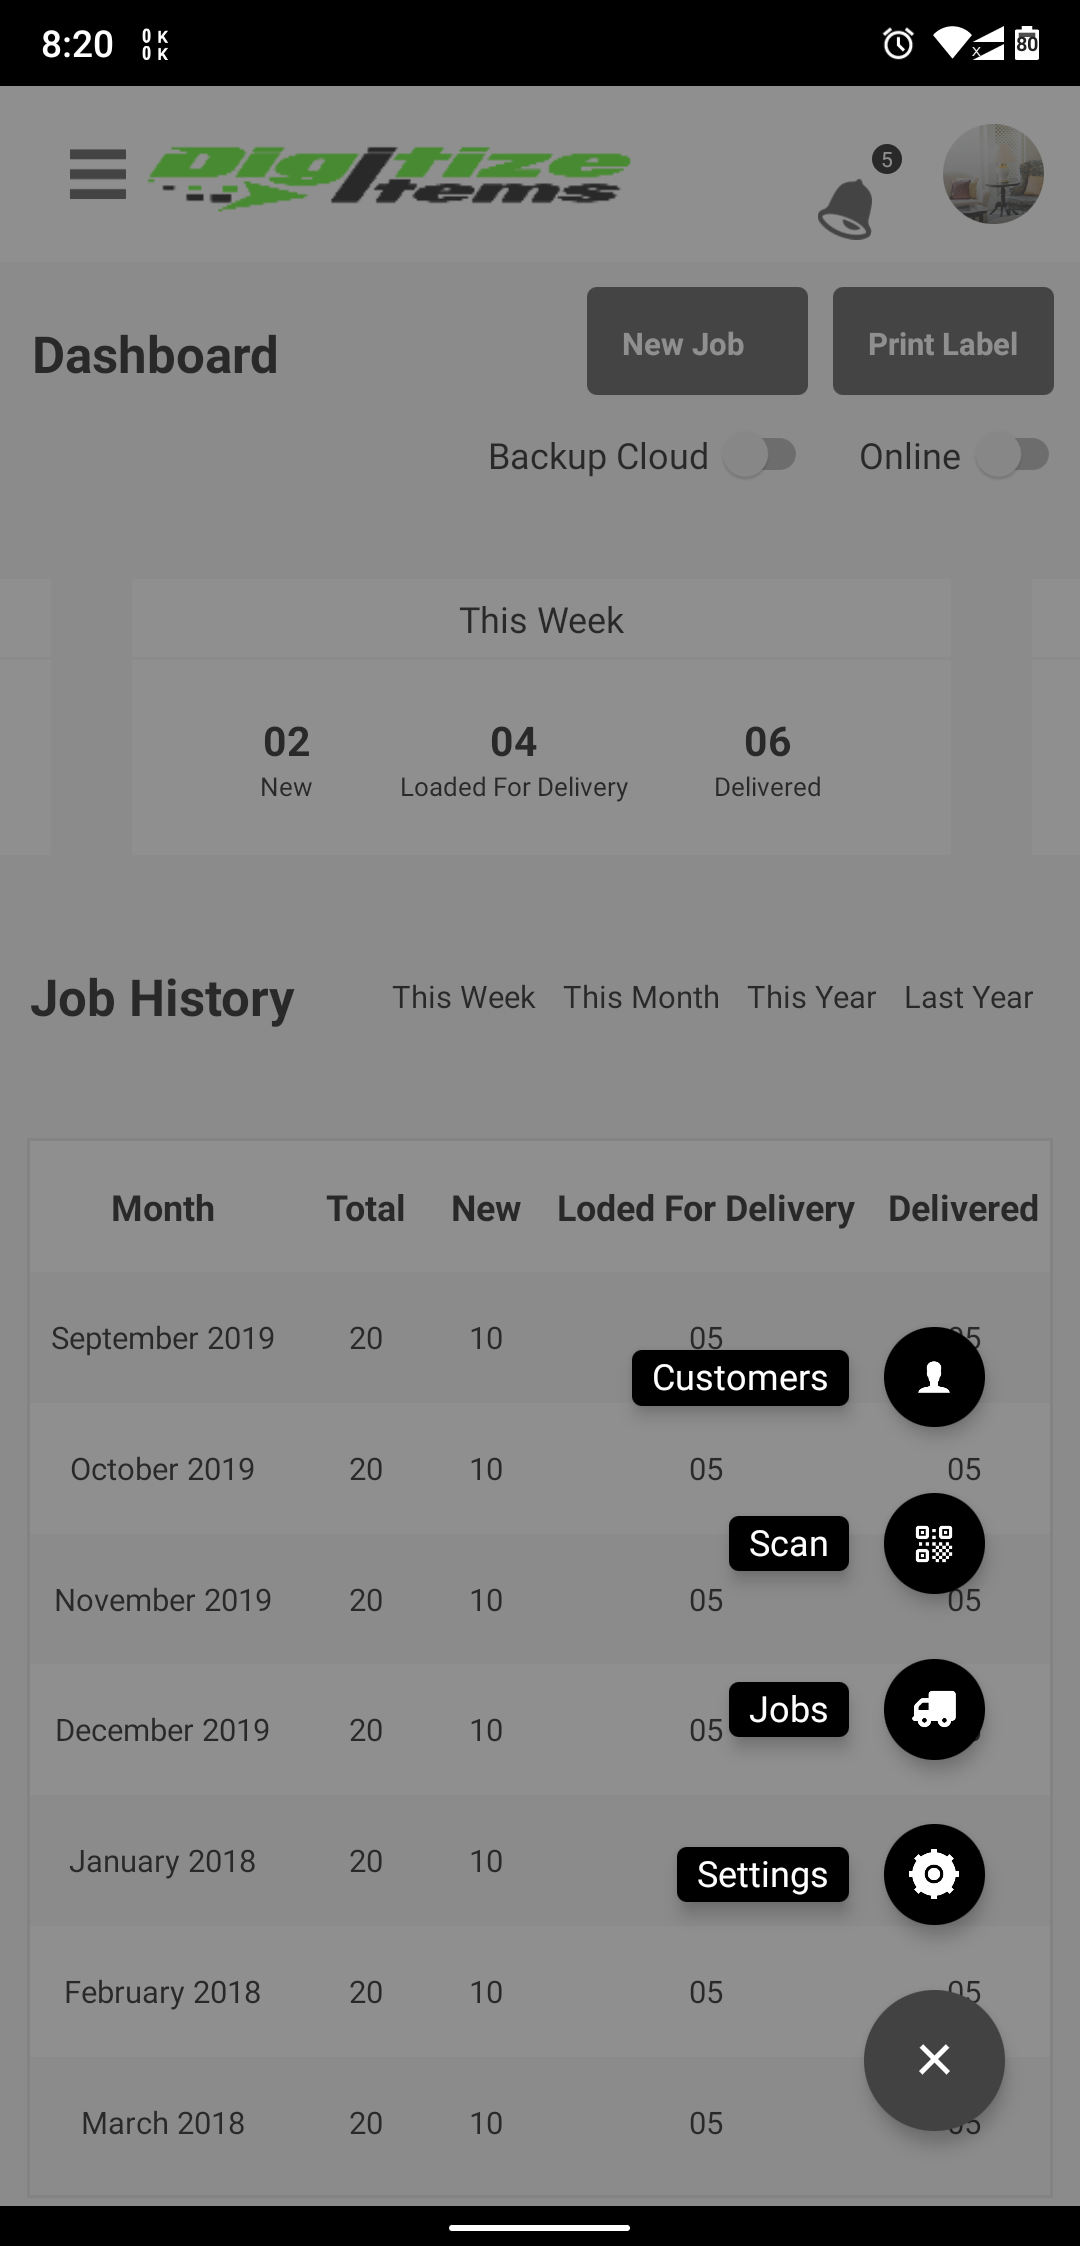 8:20 0 K 0 K 80
Digitize
Items
5
Dashboard New Job Print Label
Backup Cloud Online
This Week
02 04 06
New Loaded For Delivery Delivered
Job History This Week This Month This Year Last Year
Month Total New Loded For Delivery Delivered
September 2019 20 10 05 05
Customers
October 2019 20 10 05 05
Scan
November 2019 20 10 05 05
Jobs
December 2019 20 10 05
January 2018 20 10
Settings
February 2018 20 10 05 05
March 2018 20 10 05 05